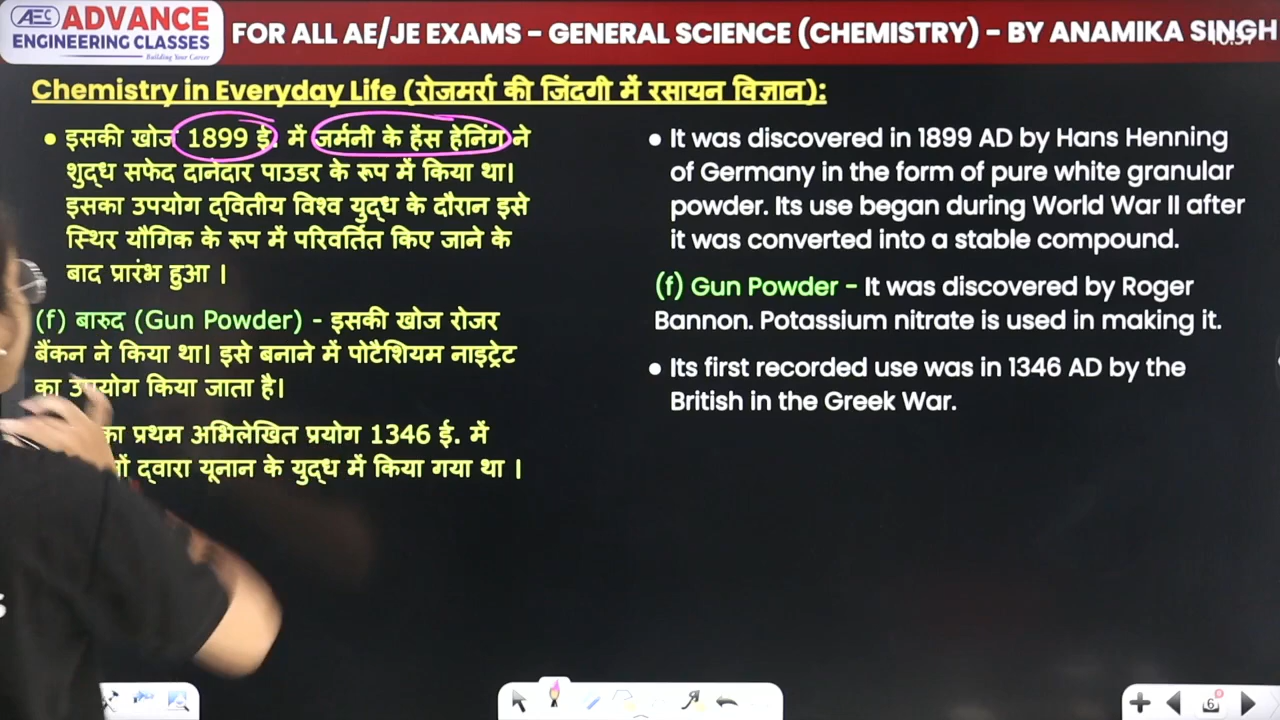 AEC ADVANCE
ENGINEERING CLASSES
Building Your Career
FOR ALL AE/JE EXAMS - GENERAL SCIENCE (CHEMISTRY) - BY ANAMIKA SINGH
Chemistry in Everyday Life (रोजमर्रा की जिंदगी में रसायन विज्ञान):
• इसकी खोज 1899 ई. में जर्मनी के हेंस हेनिंग ने
शुद्ध सफेद दानेदार पाउडर के रूप में किया था।
इसका उपयोग द्वितीय विश्व युद्ध के दौरान इसे
स्थिर यौगिक के रूप में परिवर्तित किए जाने के
बाद प्रारंभ हुआ ।
(f) बारुद (Gun Powder) - इसकी खोज रोजर
बैंकन ने किया था। इसे बनाने में पोटैशियम नाइट्रेट
का उपयोग किया जाता है।
प्रथम अभिलेखित प्रयोग 1346 ई. में
द्वारा यूनान के युद्ध में किया गया था ।
• It was discovered in 1899 AD by Hans Henning
of Germany in the form of pure white granular
powder. Its use began during World War II after
it was converted into a stable compound.
(f) Gun Powder - It was discovered by Roger
Bannon. Potassium nitrate is used in making it.
• Its first recorded use was in 1346 AD by the
British in the Greek War.
6